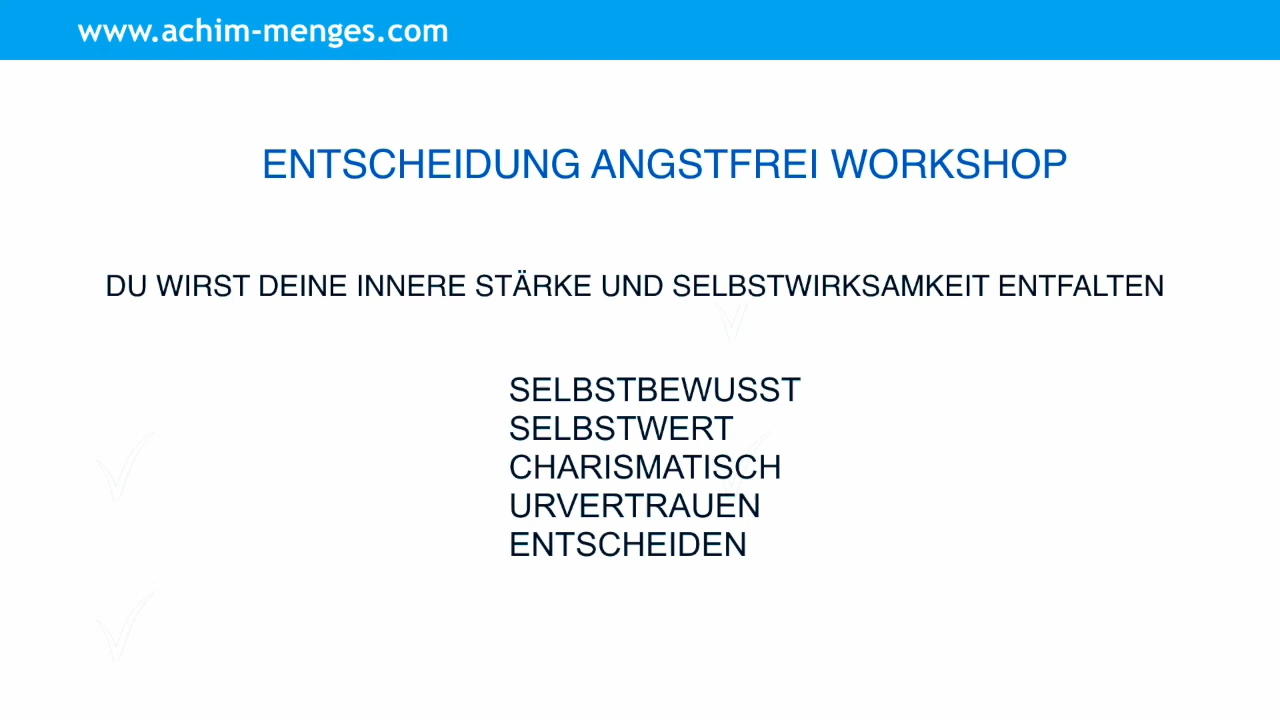 www.achim-menges.com
ENTSCHEIDUNG ANGSTFREI WORKSHOP
DU WIRST DEINE INNERE STÄRKE UND SELBSTWIRKSAMKEIT ENTFALTEN
SELBSTBEWUSST
SELBSTWERT
CHARISMATISCH
URVERTRAUEN
ENTSCHEIDEN